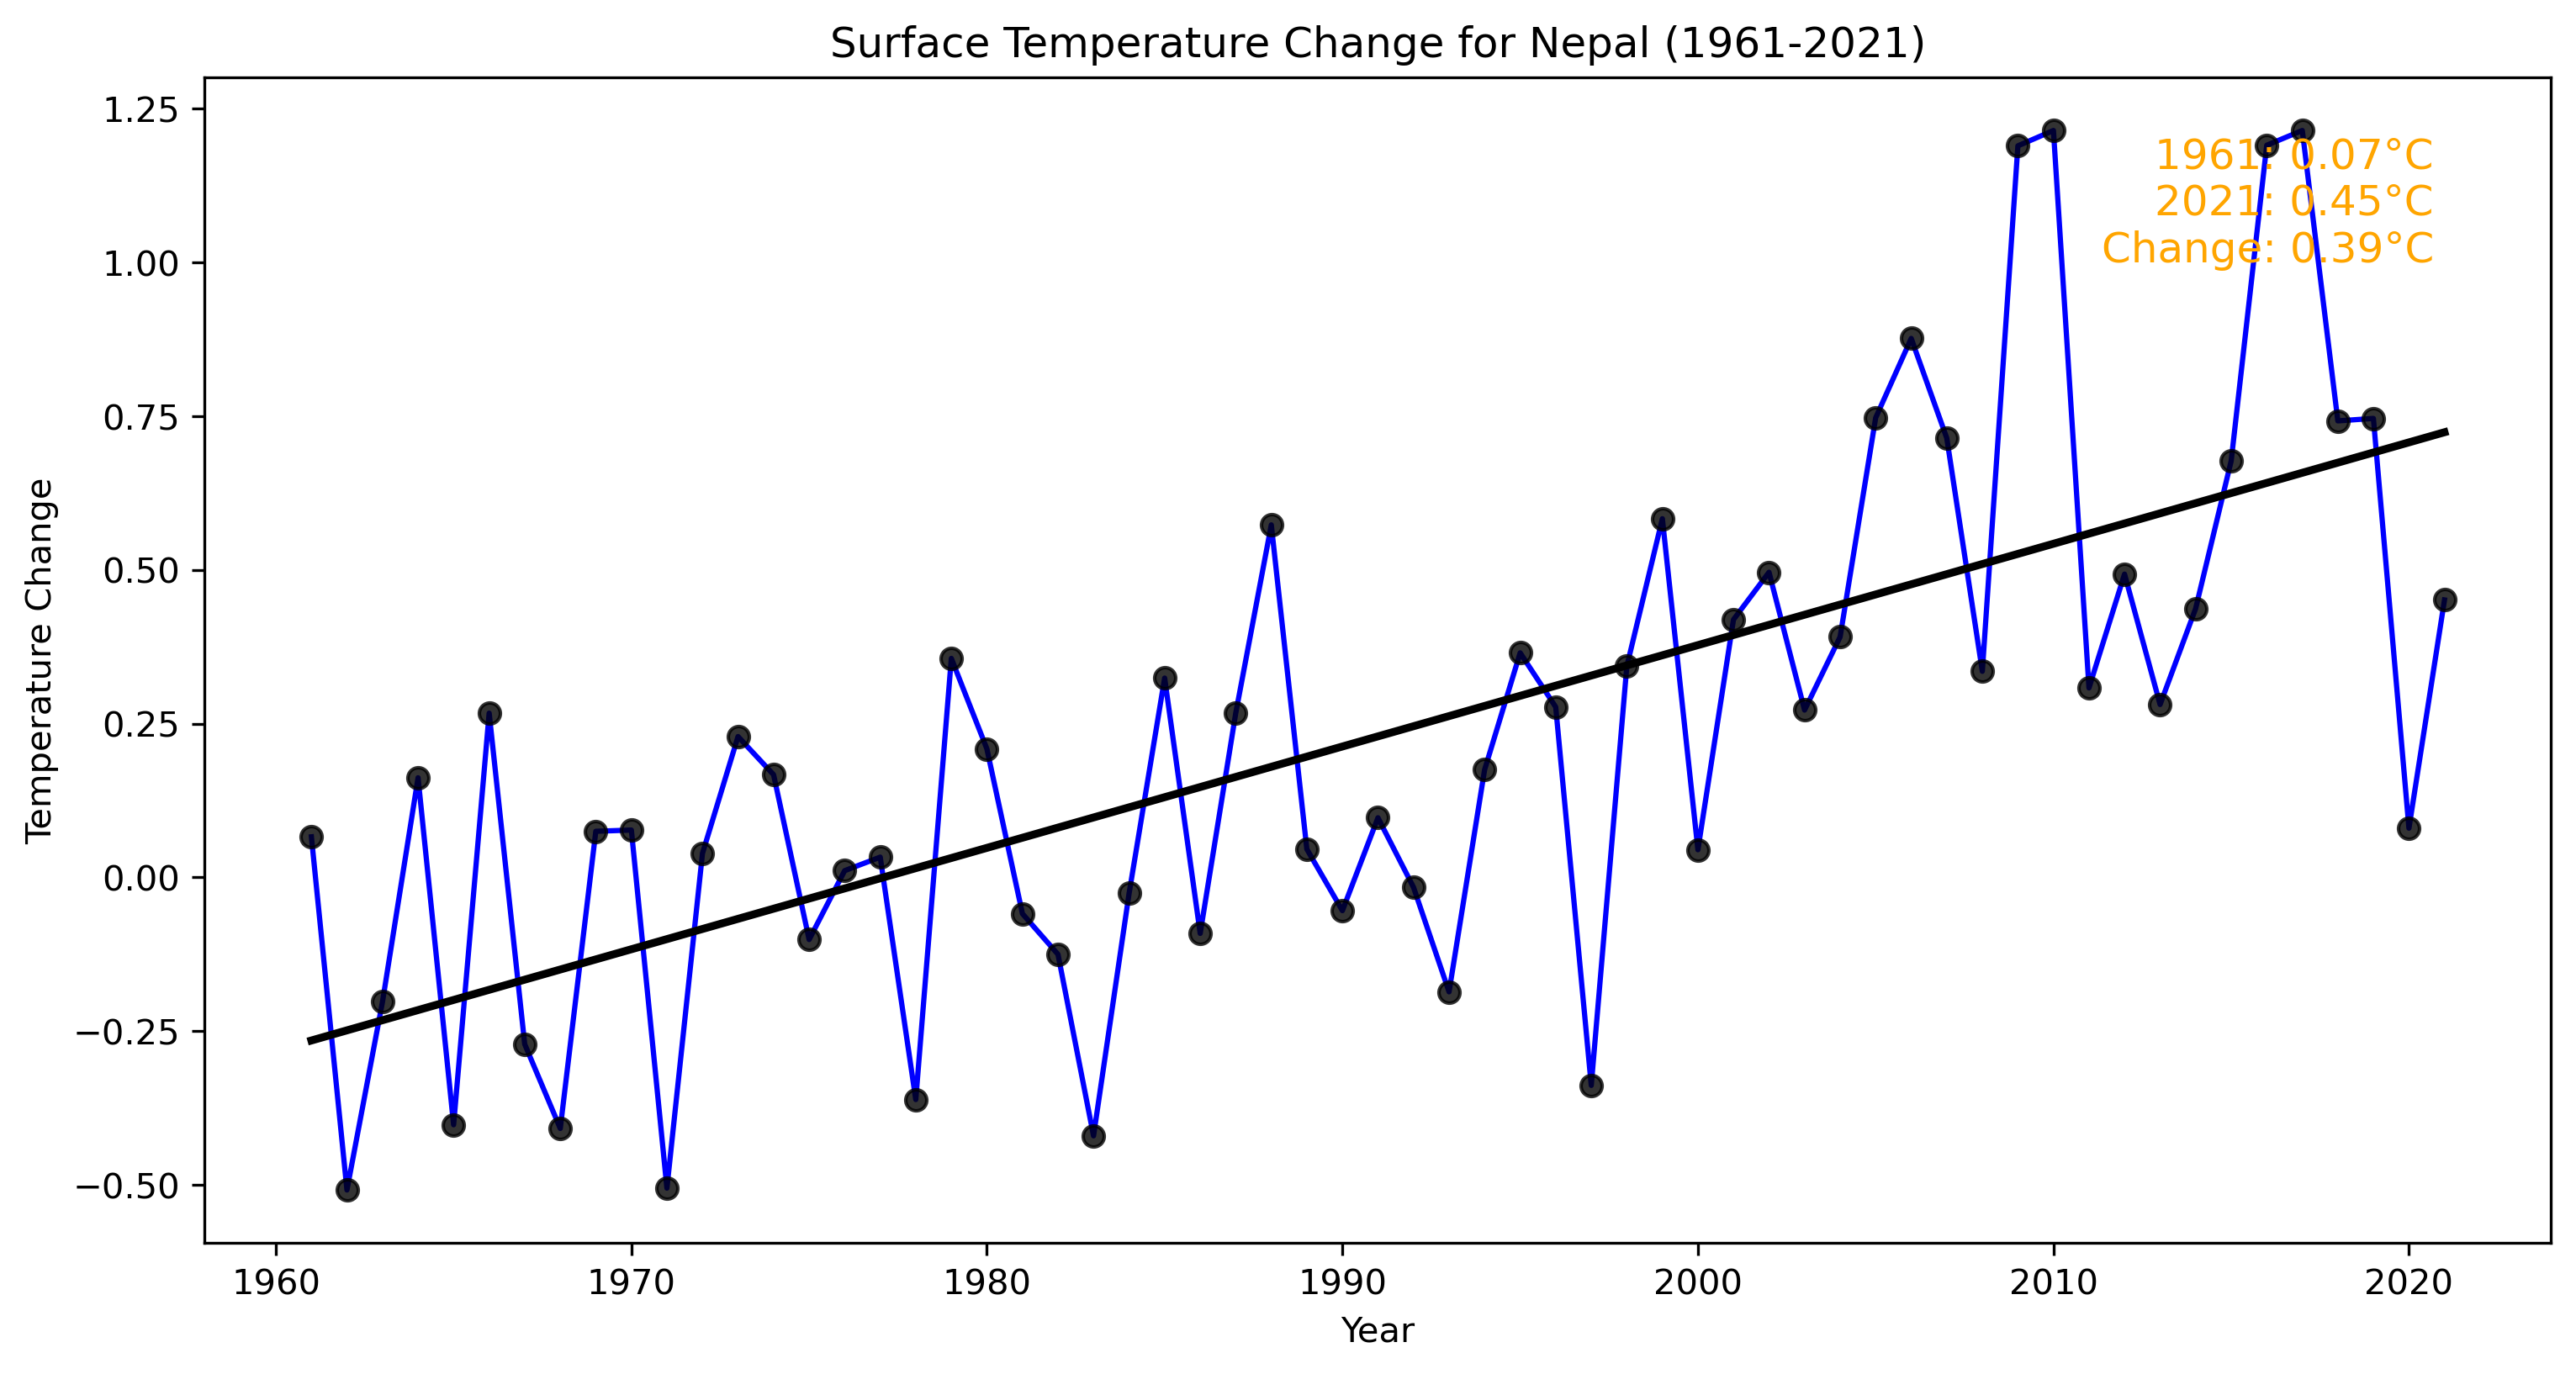 Surface Temperature Change for Nepal (1961-2021)
1.25
1.00
0.75
0.50
0.25
0.00
−0.25
−0.50
Temperature Change
1961: 0.07°C
2021: 0.45°C
Change: 0.39°C
1960 1970 1980 1990 2000 2010 2020
Year